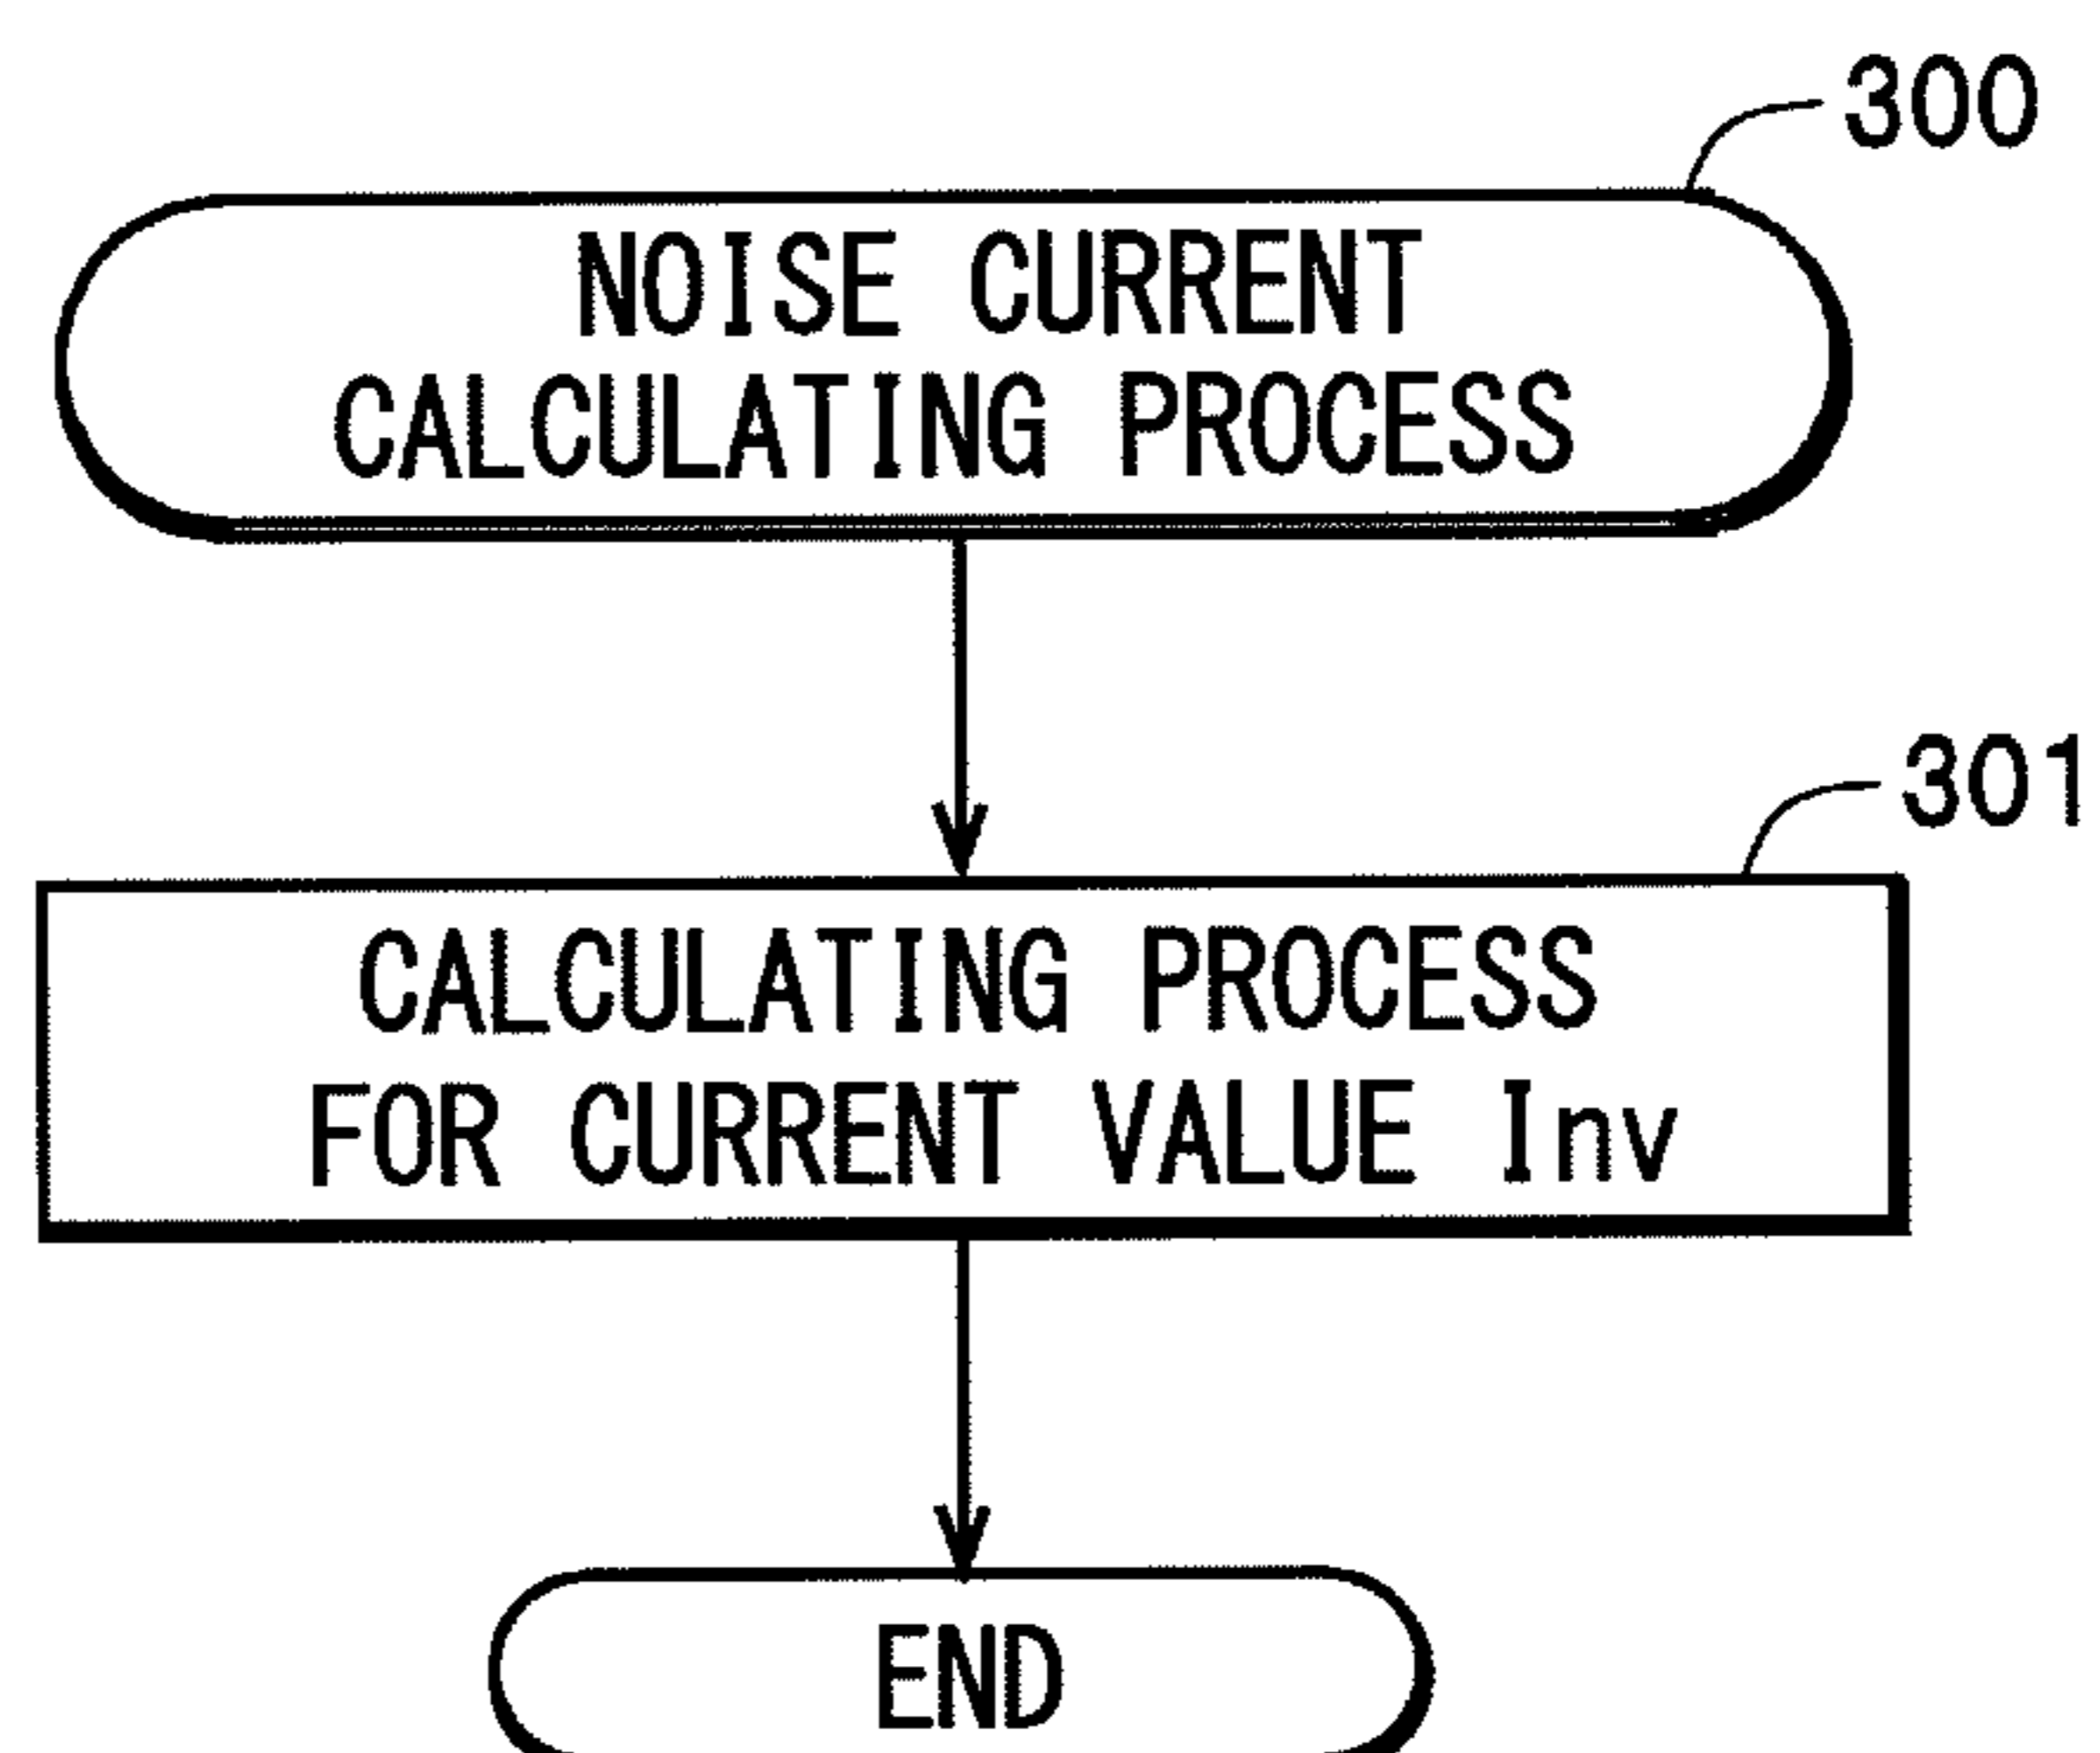 300
NOISE CURRENT
CALCULATING PROCESS
301
CALCULATING PROCESS
FOR CURRENT VALUE Inv
END